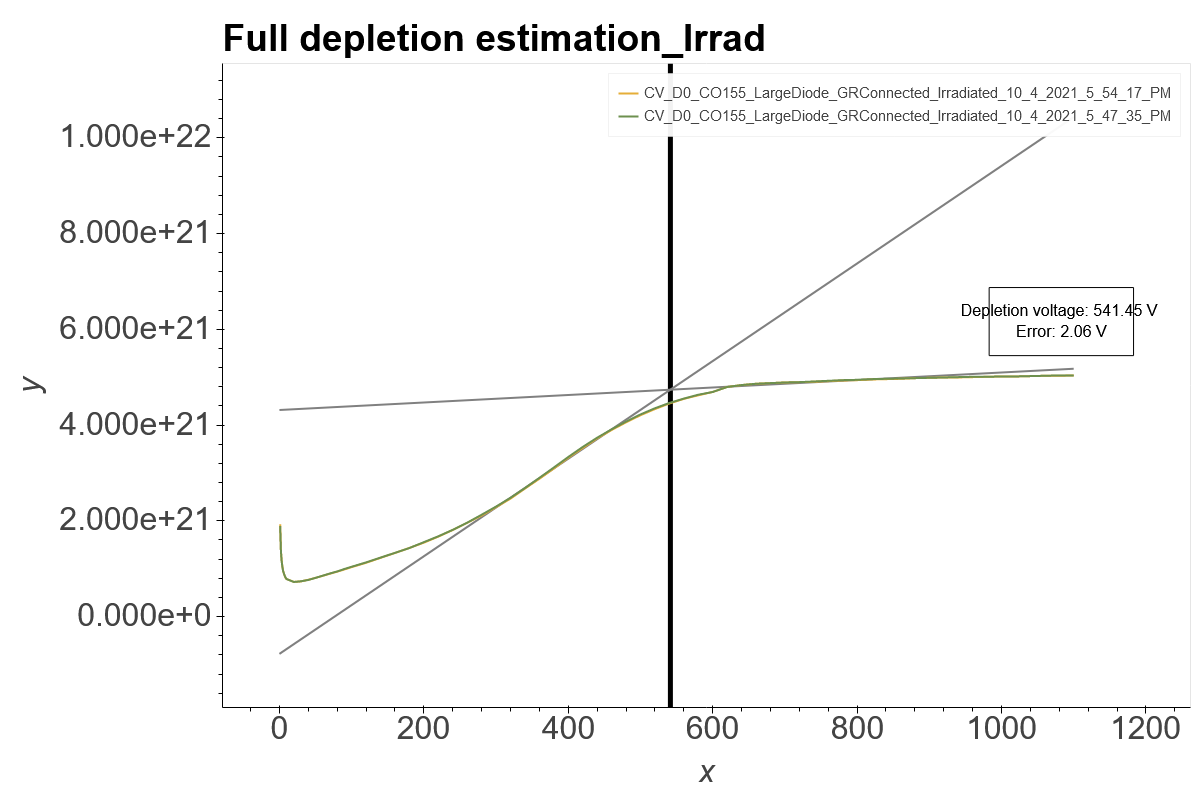 Full depletion estimation_Irrad
CV_D0_CO155_LargeDiode_GRConnected_Irradiated_10_4_2021_5_54_17_PM
CV_D0_CO155_LargeDiode_GRConnected_Irradiated_10_4_2021_5_47_35_PM
1.000e+22
8.000e+21
6.000e+21
4.000e+21
2.000e+21
0.000e+0
y
Depletion voltage: 541.45 V
Error: 2.06 V
0 200 400 600 800 1000 1200
x